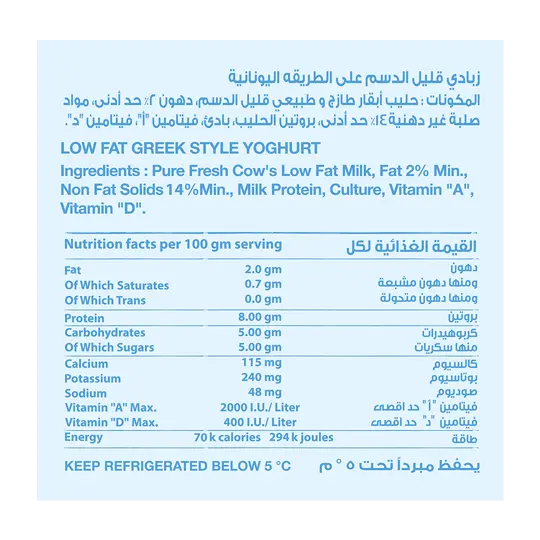 زبادي قليل الدسم على الطريقه اليونانية
المكونات : حليب أبقار طازج و طبيعي قليل الدسم، دهون ٢٪ حد أدنى، مواد
صلبة غير دهنية ١٤٪ حد أدنى، بروتين الحليب، بادئ، فيتامين "أ"، فيتامين "د".
LOW FAT GREEK STYLE YOGHURT
Ingredients : Pure Fresh Cow's Low Fat Milk, Fat 2% Min.,
Non Fat Solids 14%Min., Milk Protein, Culture, Vitamin "A",
Vitamin "D".
Nutrition facts per 100 gm serving القيمة الغذائية لكل
Fat 2.0 gm دهون
Of Which Saturates 0.7 gm ومنها دهون مشبعة
Of Which Trans 0.0 gm ومنها دهون متحولة
Protein 8.00 gm بروتين
Carbohydrates 5.00 gm كربوهيدرات
Of Which Sugars 5.00 gm منها سكريات
Calcium 115 mg كالسيوم
Potassium 240 mg بوتاسيوم
Sodium 48 mg صوديوم
Vitamin "A" Max. 2000 I.U./ Liter فيتامين "أ" حد اقصى
Vitamin "D" Max. 400 I.U./ Liter فيتامين "د" حد اقصى
Energy 70 k calories 294 k joules طاقة
KEEP REFRIGERATED BELOW 5 °C يحفظ مبرداً تحت ٥ ° م